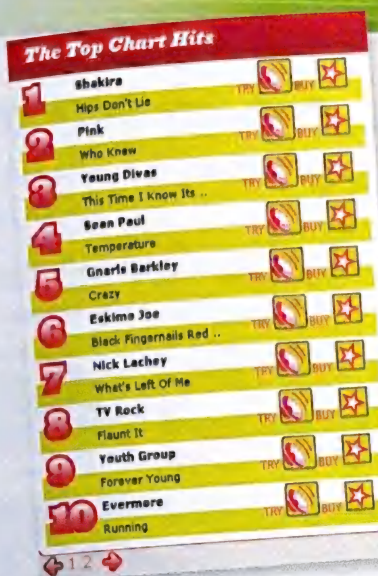 The Top Chart Hits
1 Shakira
Hips Don't Lie
TRY BUY
2 Pink
Who Knew
TRY BUY
3 Young Divas
This Time I Know Its ..
TRY BUY
4 Sean Paul
Temperature
TRY BUY
5 Gnarls Barkley
Crazy
TRY BUY
6 Eskimo Joe
Black Fingernails Red ..
TRY BUY
7 Nick Lachey
What's Left Of Me
TRY BUY
8 TV Rock
Flaunt It
TRY BUY
9 Youth Group
Forever Young
TRY BUY
10 Evermore
Running
TRY BUY
1 2